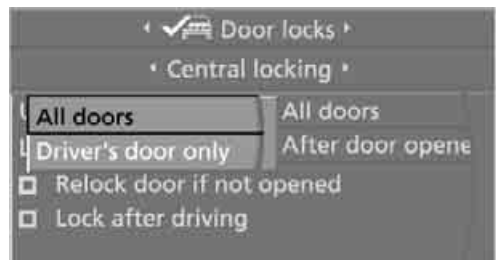 Door locks
Central locking
All doors All doors
Driver's door only After door opene
Relock door if not opened
Lock after driving